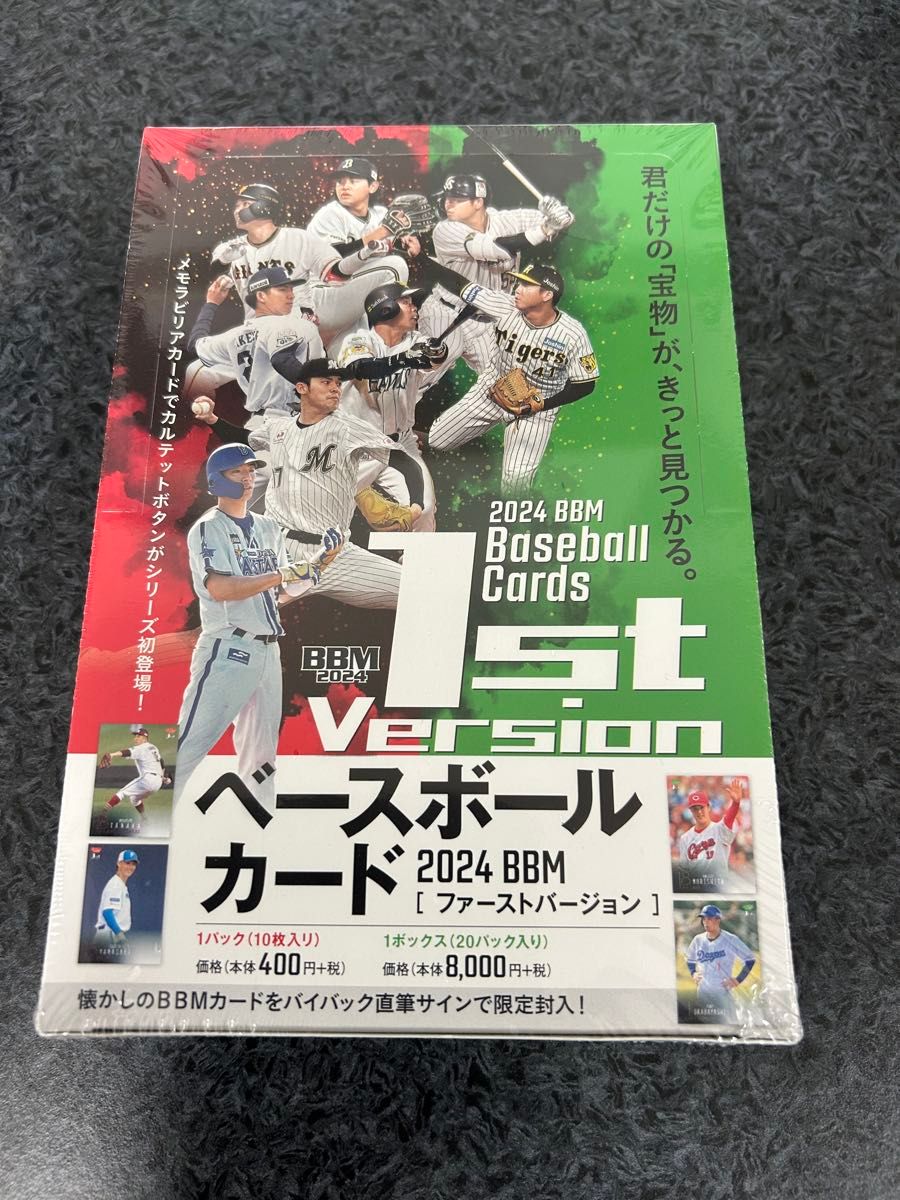 君だけの「宝物」が、きっと見つかる。
メモラビリアカードでカルテットボタンがシリーズ初登場!
GIANTS
Tigers
41
M
2024 BBM
Baseball
Cards
1st
Version
BBM
2024
ベースボール
カード
2024 BBM
[ファーストバージョン]
1パック(10枚入り)
価格(本体400円+税)
1ボックス(20パック入り)
価格(本体8,000円+税)
懐かしのBBMカードをバイバック直筆サインで限定封入!
TANAKA
MORISHITA
Dragons
OKABAYASHI